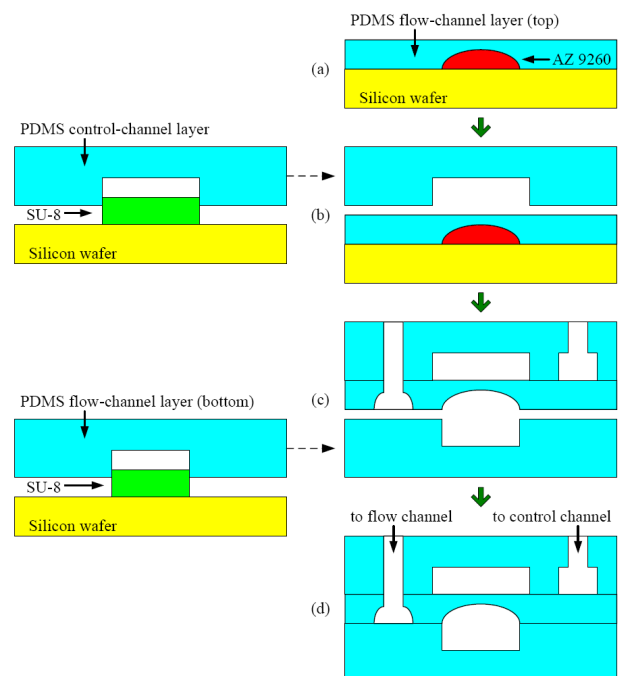 PDMS flow-channel layer (top)
(a)
AZ 9260
Silicon wafer
PDMS control-channel layer
SU-8
(b)
Silicon wafer
(c)
PDMS flow-channel layer (bottom)
SU-8
Silicon wafer
to flow channel
to control channel
(d)